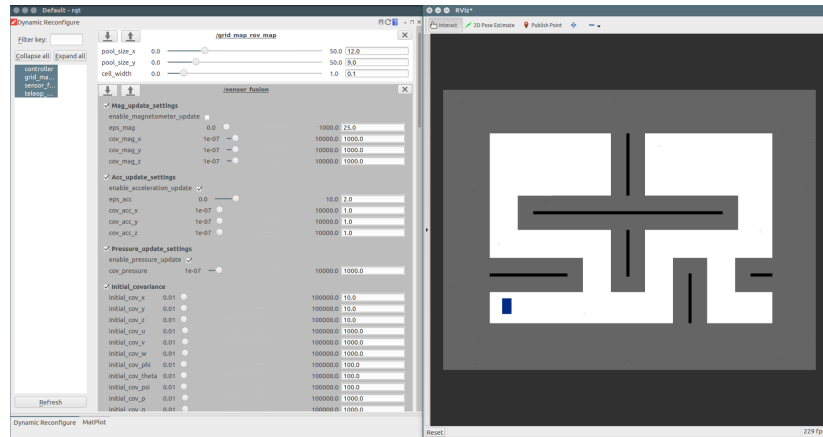 Default - rqt
Dynamic Reconfigure
Filter key:
Collapse all Expand all
controller
grid_ma...
sensor_f...
teleop_...
Refresh
/grid_map_rov_map
pool_size_x 0.0 50.0 12.0
pool_size_y 0.0 50.0 9.0
cell_width 0.0 1.0 0.1
/sensor_fusion
Mag_update_settings
enable_magnetometer_update
eps_mag 0.0 1000.0 25.0
cov_mag_x 1e-07 10000.0 1000.0
cov_mag_y 1e-07 10000.0 1000.0
cov_mag_z 1e-07 10000.0 1000.0
Acc_update_settings
enable_acceleration_update
eps_acc 0.0 10.0 2.0
cov_acc_x 1e-07 10000.0 1.0
cov_acc_y 1e-07 10000.0 1.0
cov_acc_z 1e-07 10000.0 1.0
Pressure_update_settings
enable_pressure_update
cov_pressure 1e-07 10000.0 1000.0
Initial_covariance
initial_cov_x 0.01 100000.0 10.0
initial_cov_y 0.01 100000.0 10.0
initial_cov_z 0.01 100000.0 10.0
initial_cov_u 0.01 100000.0 1000.0
initial_cov_v 0.01 100000.0 1000.0
initial_cov_w 0.01 100000.0 1000.0
initial_cov_phi 0.01 100000.0 100.0
initial_cov_theta 0.01 100000.0 100.0
initial_cov_psi 0.01 100000.0 100.0
initial_cov_p 0.01 100000.0 1000.0
initial_cov_q 0.01 100000.0 1000.0
Dynamic Reconfigure MatPlot
RViz*
Interact 2D Pose Estimate Publish Point
Reset 229 fp